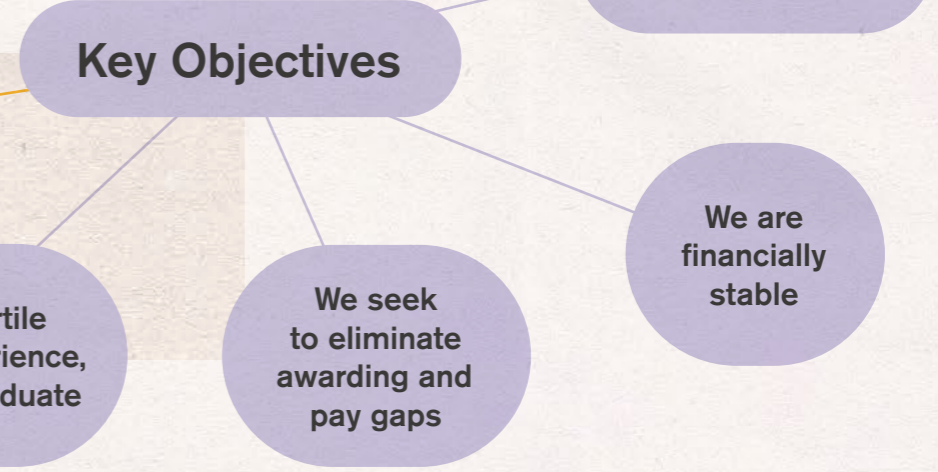 Key Objectives
We are
financially
stable
We seek
to eliminate
awarding and
pay gaps